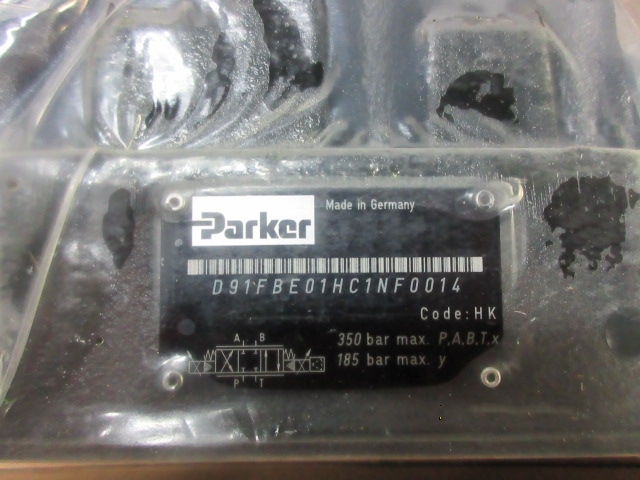 Parker
Made in Germany
D91FBE01HC1NF0014
Code: HK
A B
350 bar max. P,A,B,T,x
185 bar max. y
P T